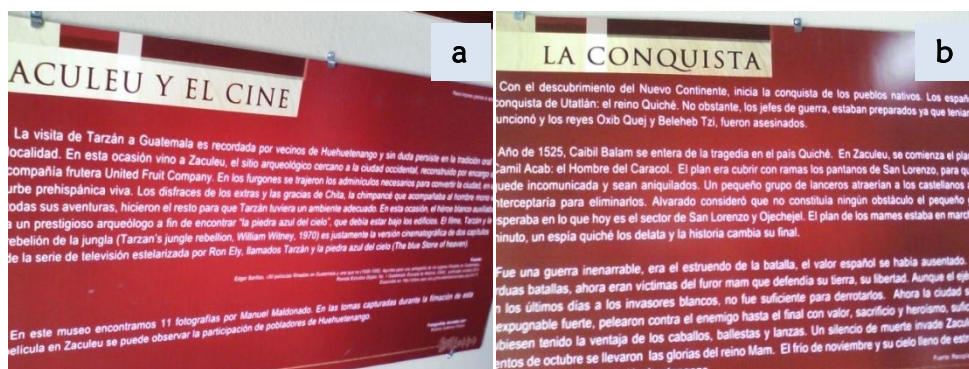 a
ACULEU Y EL CINE
La visita de Tarzán a Guatemala es recordada por vecinos de Huehuetenango y sin duda persiste en la tradición oral
localidad. En esta ocasión vino a Zaculeu, el sitio arqueológico cercano a la ciudad occidental, reconstruido por encargo
compañía frutera United Fruit Company. En los furgones se trajeron los adminículos necesarios para convertir la ciudad, en
urbe prehispánica viva. Los disfraces de los extras y las gracias de Chita, la chimpancé que acompañaba al hombre mono
odas sus aventuras, hicieron el resto para que Tarzán tuviera un ambiente adecuado. En esta ocasión, el hombre blanco
a un prestigioso arqueólogo a fin de encontrar "la piedra azul del cielo", que debía estar bajo los edificios. El filme, Tarzán y la
rebelión de la jungla (Tarzan's jungle rebellion, William Witney, 1970) es justamente la versión cinematográfica de dos capítulos
de la serie de televisión estelarizada por Ron Ely, llamados Tarzán y la piedra azul del cielo (The blue Stone of heaven).
En este museo encontramos 11 fotografías por Manuel Maldonado. En las tomas capturadas durante la filmación de esta
elícula en Zaculeu se puede observar la participación de pobladores de Huehuetenango.
b
LA CONQUISTA
Con el descubrimiento del Nuevo Continente, inicia la conquista de los pueblos nativos. Los españ
conquista de Utatlán: el reino Quiché. No obstante, los jefes de guerra, estaban preparados ya que tenían
uncionó y los reyes Oxib Quej y Beleheb Tzi, fueron asesinados.
Año de 1525, Caibil Balam se entera de la tragedia en el país Quiché. En Zaculeu, se comienza el plan
Camil Acab: el Hombre del Caracol. El plan era cubrir con ramas los pantanos de San Lorenzo, para qu
uede incomunicada y sean aniquilados. Un pequeño grupo de lanceros atraerían a los castellanos
interceptaría para eliminarlos. Alvarado consideró que no constituía ningún obstáculo el pequeño
speraba en lo que hoy es el sector de San Lorenzo y Ojechejel. El plan de los mames estaba en march
minuto, un espía quiché los delata y la historia cambia su final.
Fue una guerra inenarrable, era el estruendo de la batalla, el valor español se había ausentado.
rduas batallas, ahora eran víctimas del furor mam que defendía su tierra, su libertad. Aunque el ejé
n los últimos días a los invasores blancos, no fue suficiente para derrotarlos. Ahora la ciudad s
expugnable fuerte, pelearon contra el enemigo hasta el final con valor, sacrificio y heroísmo, sufic
ubiesen tenido la ventaja de los caballos, ballestas y lanzas. Un silencio de muerte invade Zacul
entos de octubre se llevaron las glorias del reino Mam. El frío de noviembre y su cielo lleno de estr